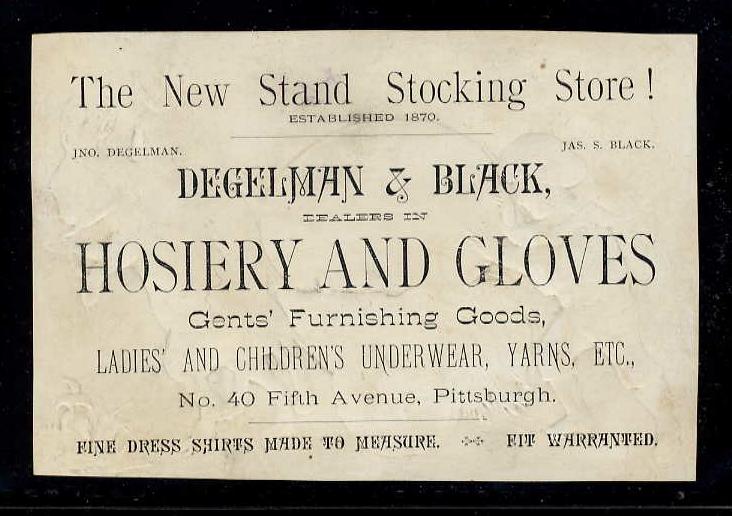 The New Stand Stocking Store!
ESTABLISHED 1870.
JNO. DEGELMAN. JAS. S. BLACK.
DEGELMAN & BLACK,
DEALERS IN
HOSIERY AND GLOVES
Gents' Furnishing Goods,
LADIES' AND CHILDREN'S UNDERWEAR, YARNS, ETC.,
No. 40 Fifth Avenue, Pittsburgh.
FINE DRESS SHIRTS MADE TO MEASURE. FIT WARRANTED.